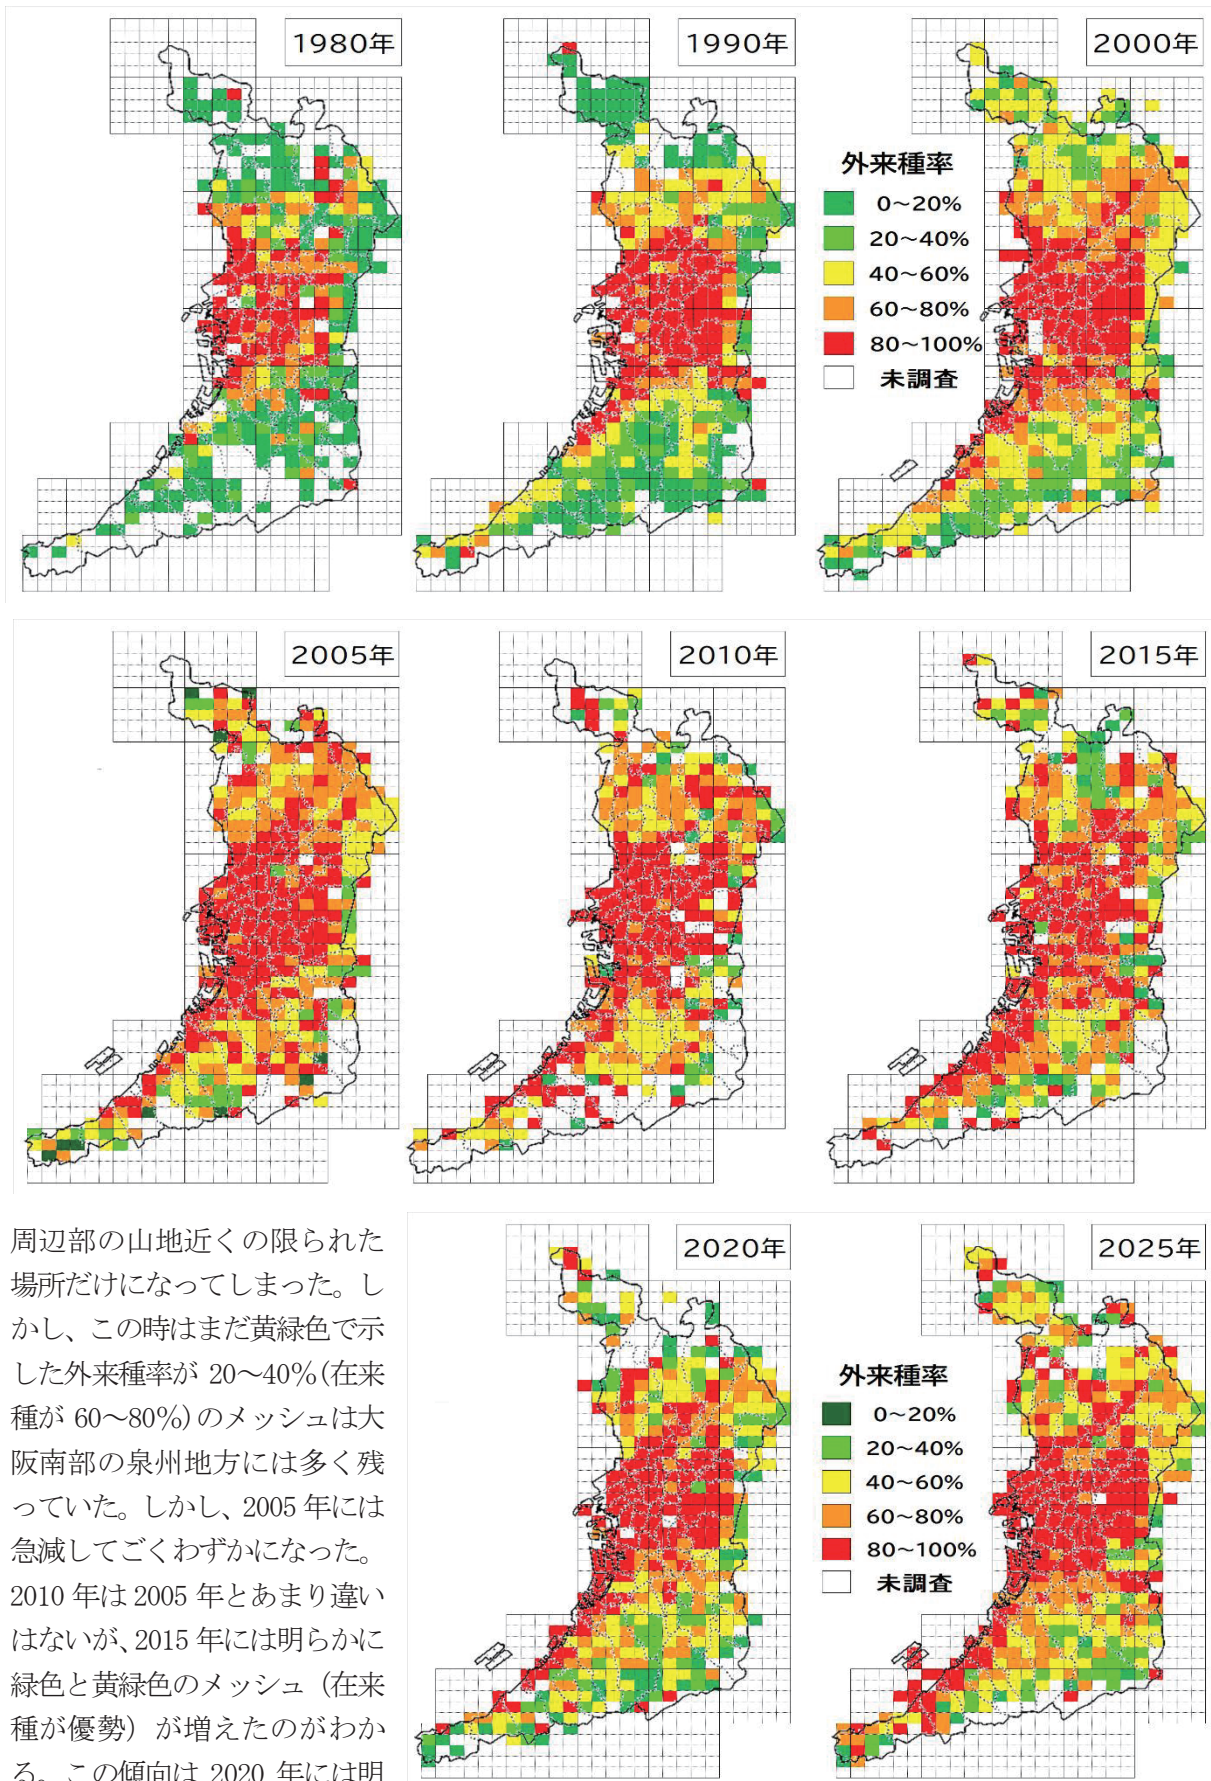 1980年
1990年
2000年
外来種率
0～20%
20～40%
40～60%
60～80%
80～100%
未調査
2005年
2010年
2015年
周辺部の山地近くの限られた
場所だけになってしまった。し
かし、この時はまだ黄緑色で示
した外来種率が 20～40%(在来
種が 60～80%)のメッシュは大
阪南部の泉州地方には多く残
っていた。しかし、2005 年には
急減してごくわずかになった。
2010 年は 2005 年とあまり違い
はないが、2015 年には明らかに
緑色と黄緑色のメッシュ（在来
種が優勢）が増えたのがわか
る。この傾向は 2020 年には明
2020年
2025年
外来種率
0～20%
20～40%
40～60%
60～80%
80～100%
未調査